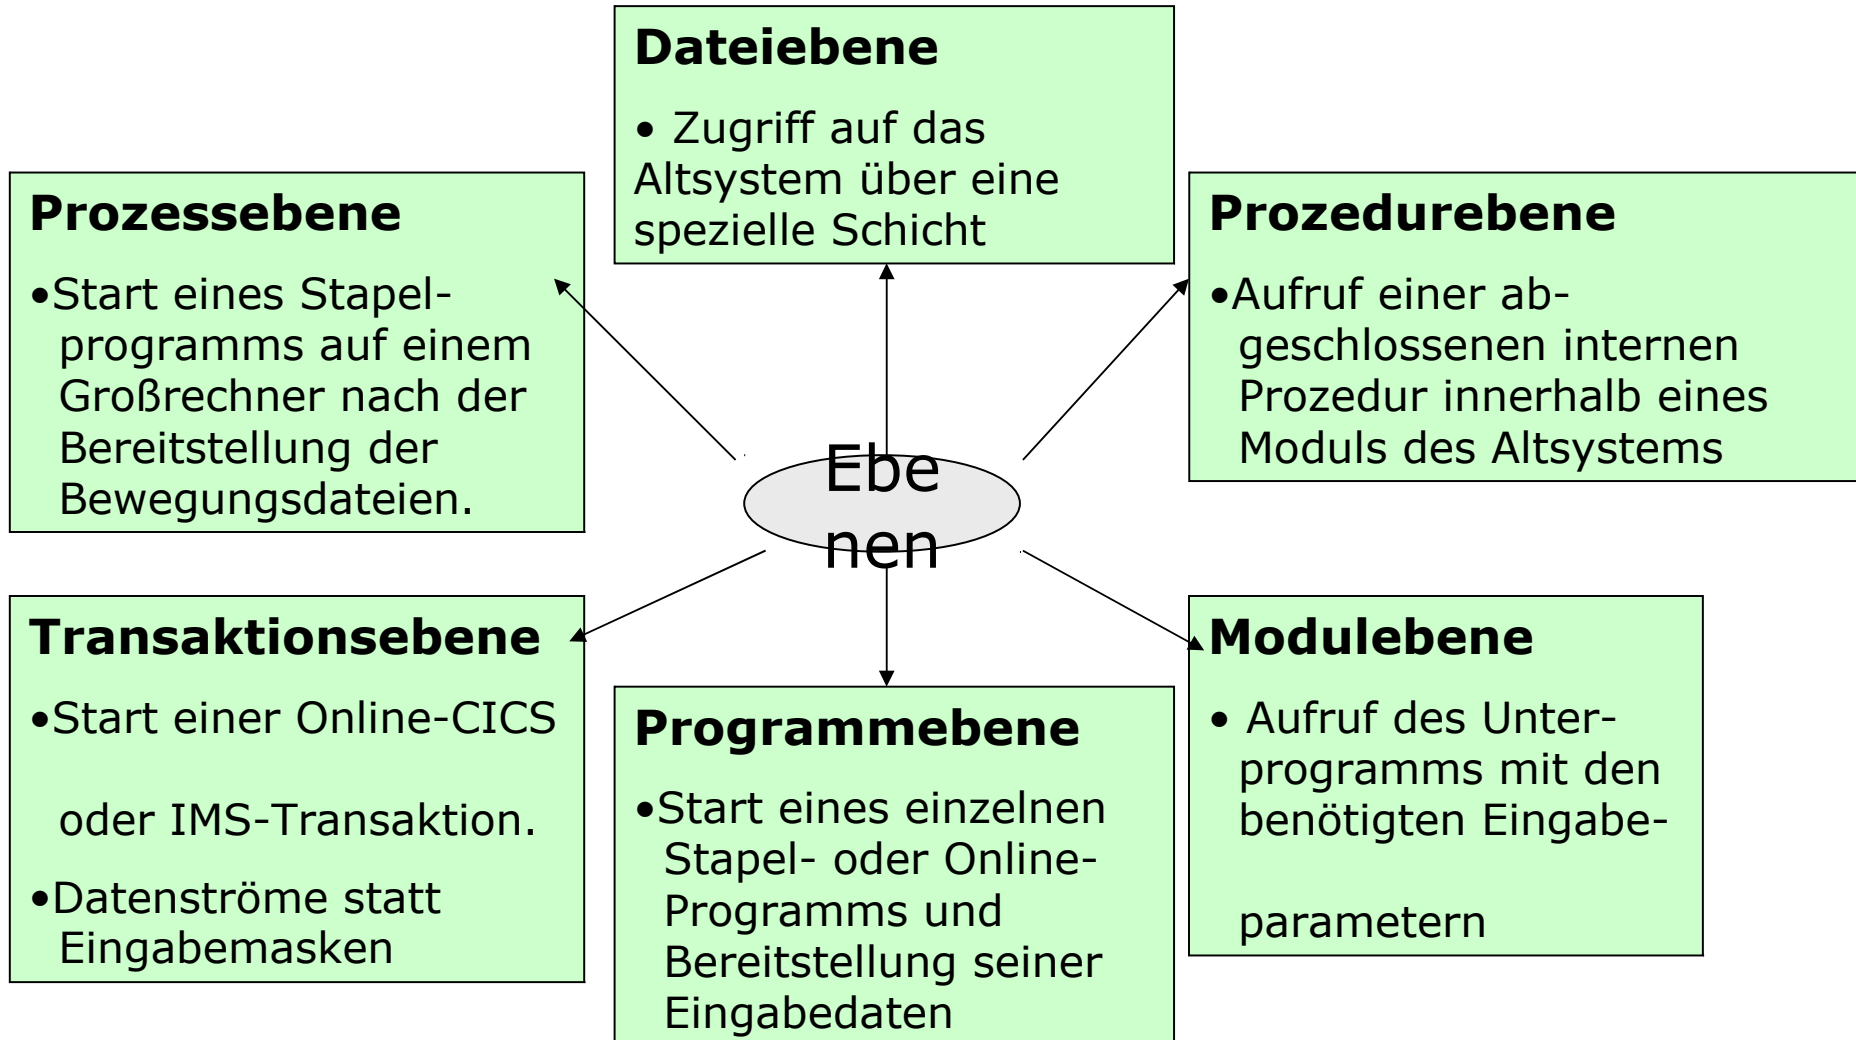 Dateiebene
• Zugriff auf das
Altsystem über eine
spezielle Schicht
Prozessebene
•Start eines Stapel-
programms auf einem
Großrechner nach der
Bereitstellung der
Bewegungsdateien.
Prozedurebene
•Aufruf einer ab-
geschlossenen internen
Prozedur innerhalb eines
Moduls des Altsystems
Ebe
nen
Transaktionsebene
•Start einer Online-CICS
oder IMS-Transaktion.
•Datenströme statt
Eingabemasken
Programmebene
•Start eines einzelnen
Stapel- oder Online-
Programms und
Bereitstellung seiner
Eingabedaten
Modulebene
• Aufruf des Unter-
programms mit den
benötigten Eingabe-
parametern